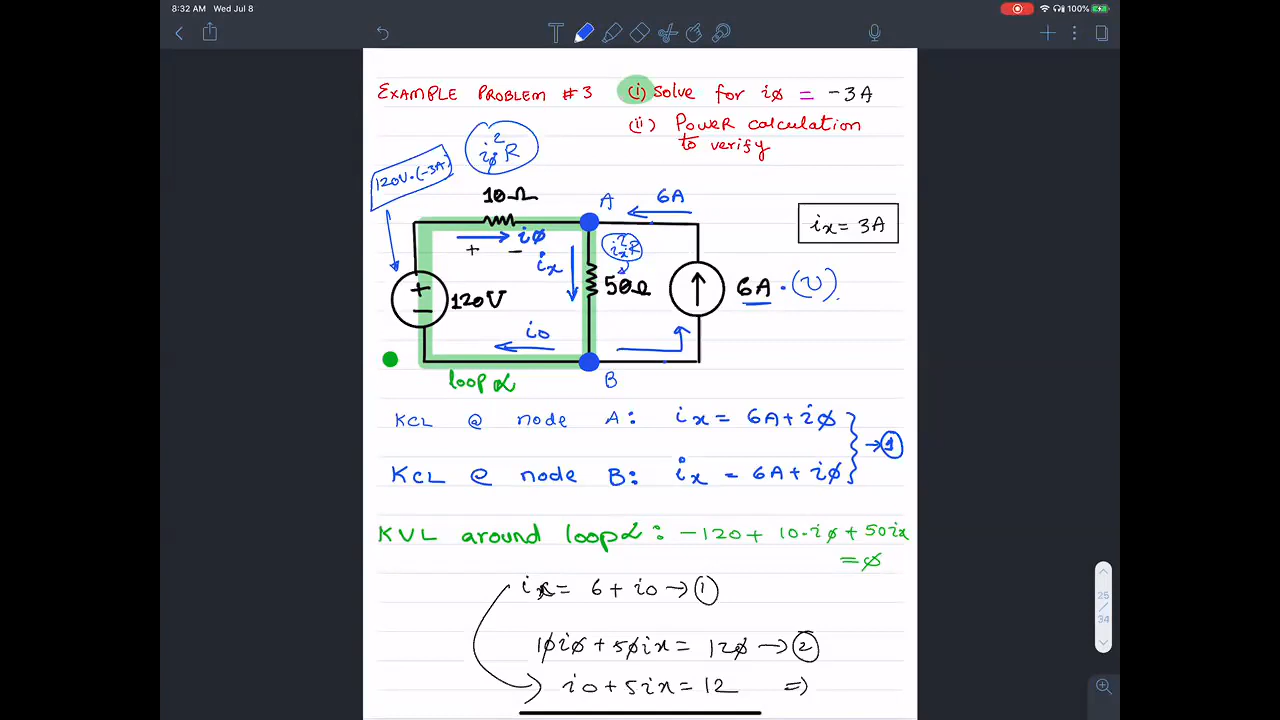 8:32 AM Wed Jul 8
100%
T
EXAMPLE PROBLEM #3 (i) Solve for iø = -3A
(ii) Power calculation
to verify
iø²R
120V·(-3A)
10Ω
A
6A
ix = 3A
iø
+ -
ix²R
ix
50Ω
6A · (V)
+
120V
-
io
loop α
B
KCL @ node A: ix = 6A + iø
→ 1
KCL @ node B: ix = 6A + iø
KVL around loop α: -120 + 10·iø + 50ix
= ø
ix = 6 + io → 1
10iø + 50ix = 120 → 2
io + 5ix = 12 ⇒
25
/
34